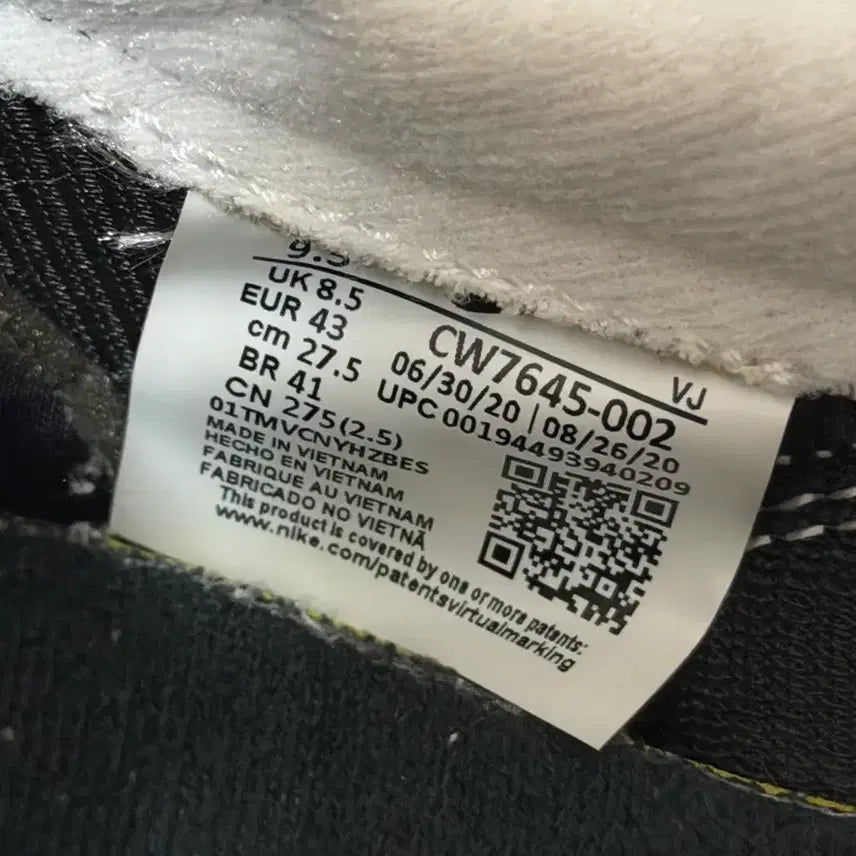 9.5
UK 8.5
EUR 43
cm 27.5
BR 41
CN 275(2.5)
VJ
CW7645-002
06/30/20 | 08/26/20
UPC 00194493940209
01TMVCNYHZBES
MADE IN VIETNAM
HECHO EN VIETNAM
FABRIQUE AU VIETNAM
FABRICADO NO VIETNÃ
This product is covered by one or more patents:
www.nike.com/patentsvirtualmarking